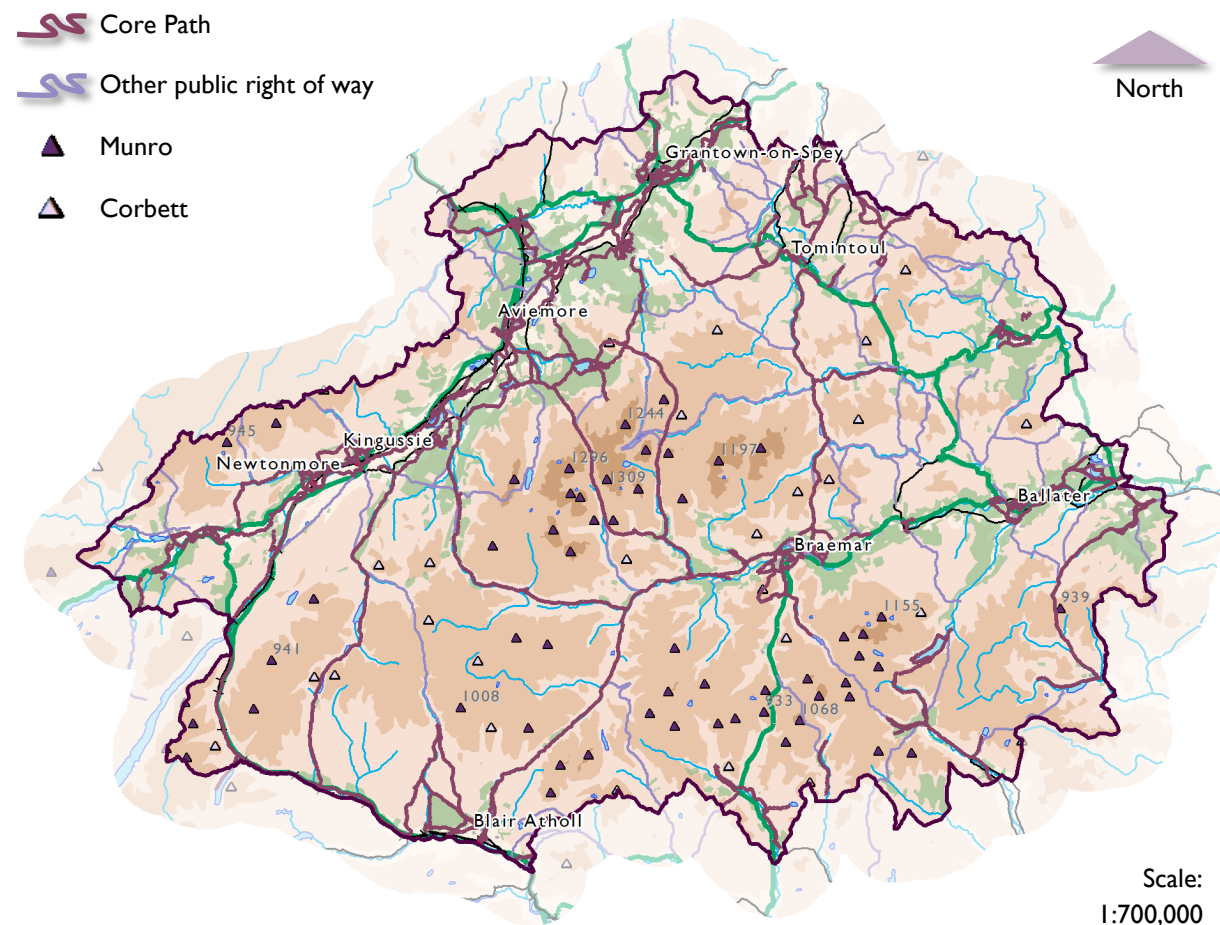 Core Path
Other public right of way
Munro
Corbett
North
Grantown-on-Spey
Tomintoul
Aviemore
1244
945
Kingussie
1197
Newtonmore
1296
1309
Ballater
Braemar
1155
939
941
1008
933
1068
Blair Atholl
Scale:
1:700,000